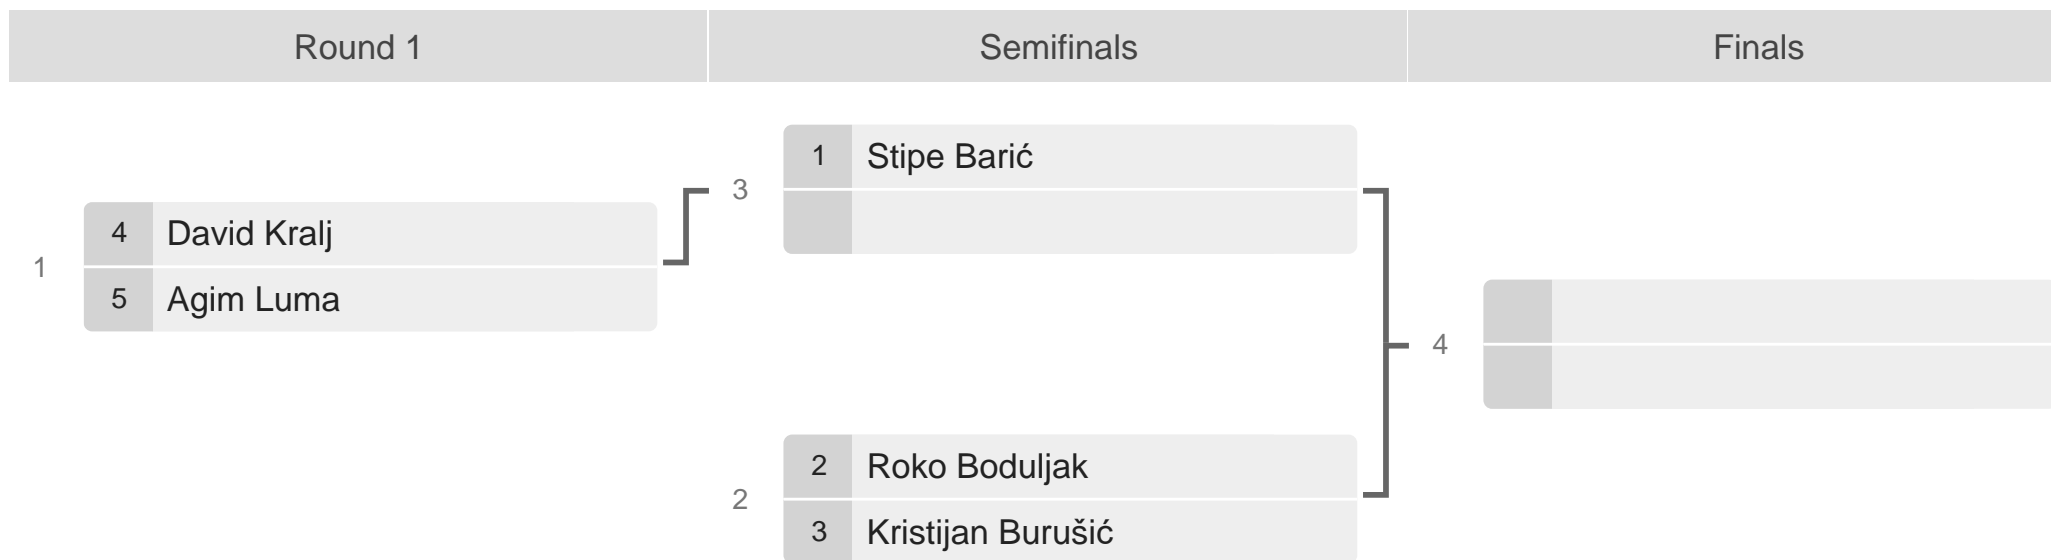 Round 1
Semifinals
Finals
1
4 David Kralj
5 Agim Luma
3
1 Stipe Barić
2
2 Roko Boduljak
3 Kristijan Burušić
4